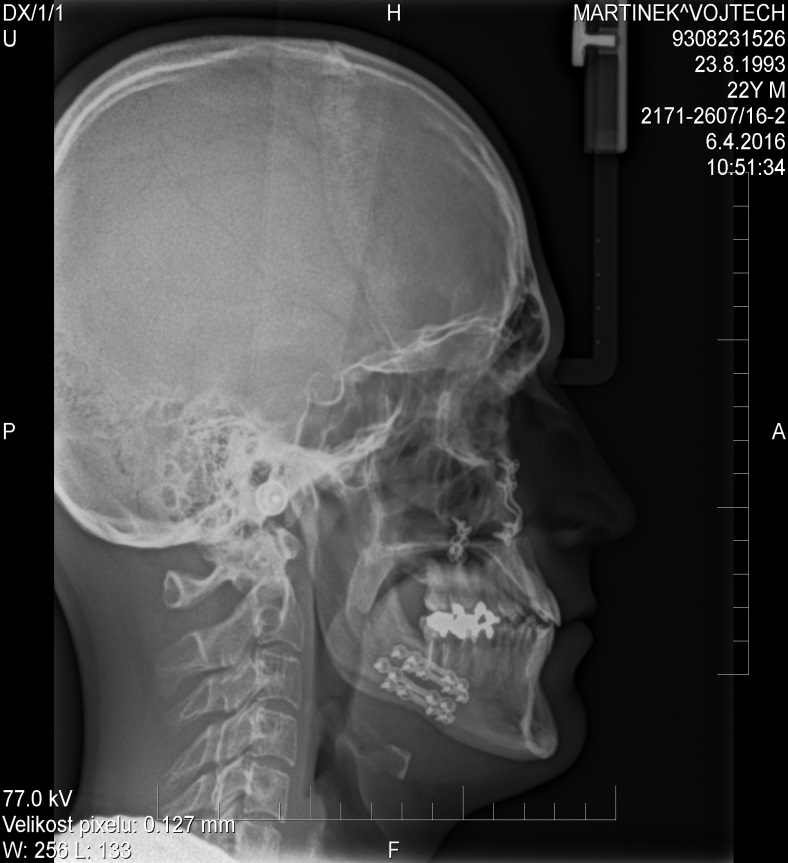 DX/1/1
H
MARTINEK^VOJTECH
U
9308231526
23.8.1993
22Y M
2171-2607/16-2
6.4.2016
10:51:34
P
A
77.0 kV
Velikost pixelu: 0.127 mm
W: 256 L: 133
F